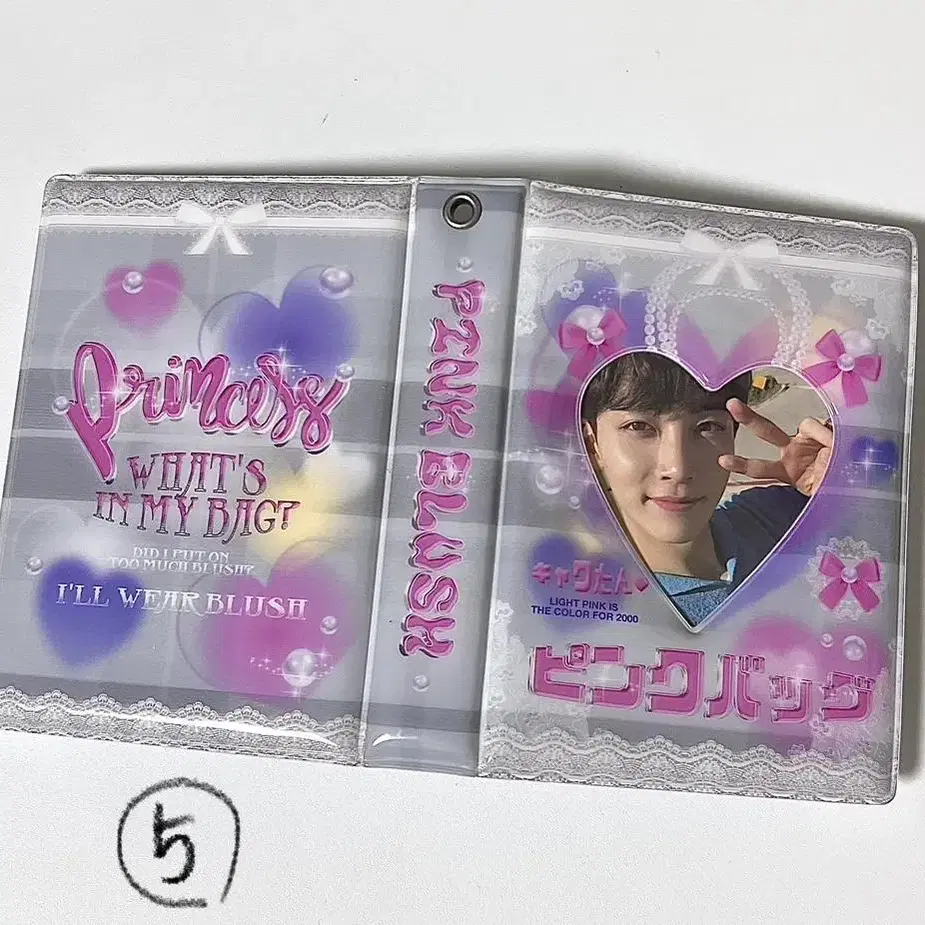 Princess
WHAT'S
IN MY BAG?
DID I PUT ON
TOO MUCH BLUSH?
I'LL WEAR BLUSH
PINK BLUSH
キャクたん♥
LIGHT PINK IS
THE COLOR FOR 2000
ピンクバッグ
5